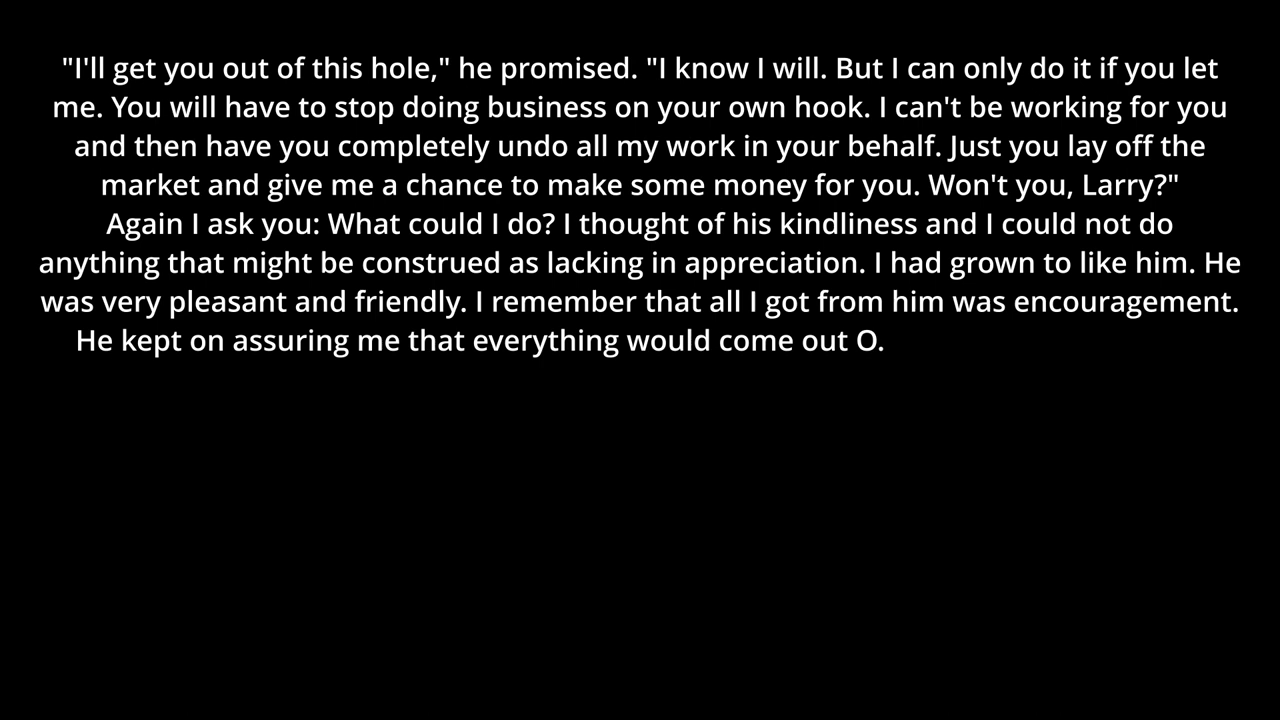 "I'll get you out of this hole," he promised. "I know I will. But I can only do it if you let
me. You will have to stop doing business on your own hook. I can't be working for you
and then have you completely undo all my work in your behalf. Just you lay off the
market and give me a chance to make some money for you. Won't you, Larry?"
Again I ask you: What could I do? I thought of his kindliness and I could not do
anything that might be construed as lacking in appreciation. I had grown to like him. He
was very pleasant and friendly. I remember that all I got from him was encouragement.
He kept on assuring me that everything would come out O.